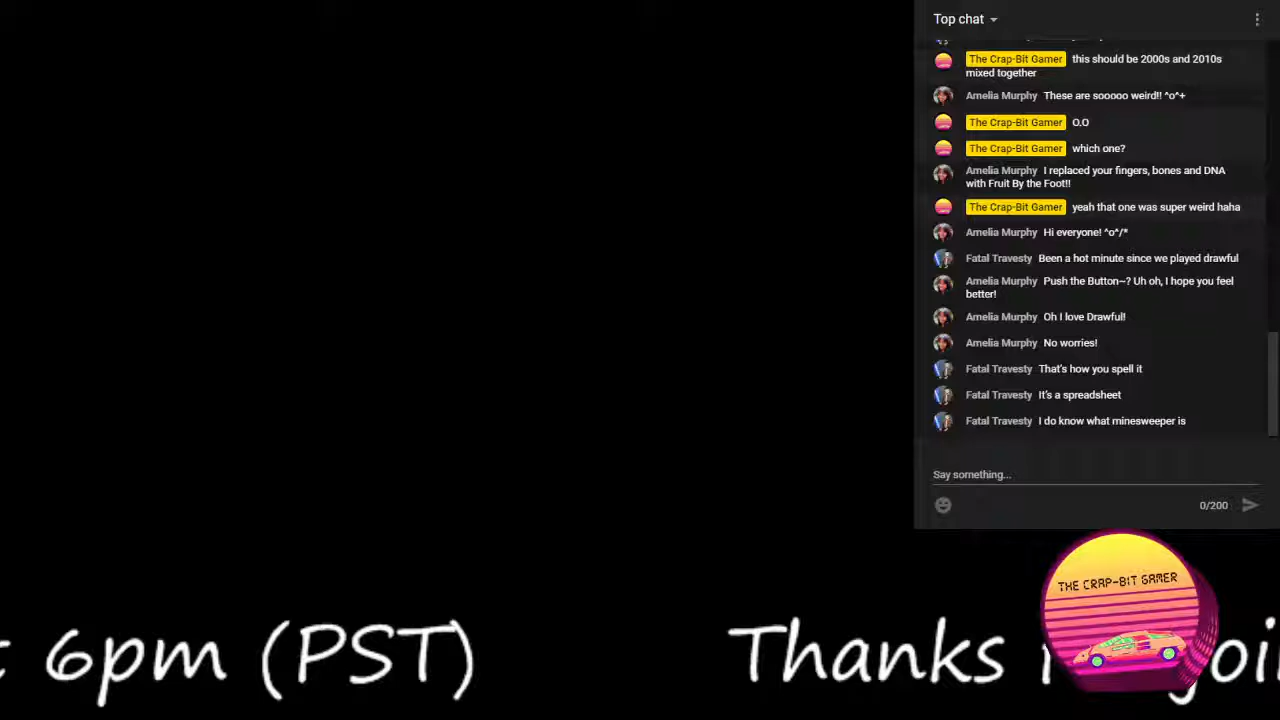 Top chat
The Crap-Bit Gamer this should be 2000s and 2010s
mixed together
Amelia Murphy These are sooooo weird!! ^o^+
The Crap-Bit Gamer O.O
The Crap-Bit Gamer which one?
Amelia Murphy I replaced your fingers, bones and DNA
with Fruit By the Foot!!
The Crap-Bit Gamer yeah that one was super weird haha
Amelia Murphy Hi everyone! ^o^/*
Fatal Travesty Been a hot minute since we played drawful
Amelia Murphy Push the Button~? Uh oh, I hope you feel
better!
Amelia Murphy Oh I love Drawful!
Amelia Murphy No worries!
Fatal Travesty That's how you spell it
Fatal Travesty It's a spreadsheet
Fatal Travesty I do know what minesweeper is
Say something...
0/200
THE CRAP-BIT GAMER
6pm (PST) Thanks